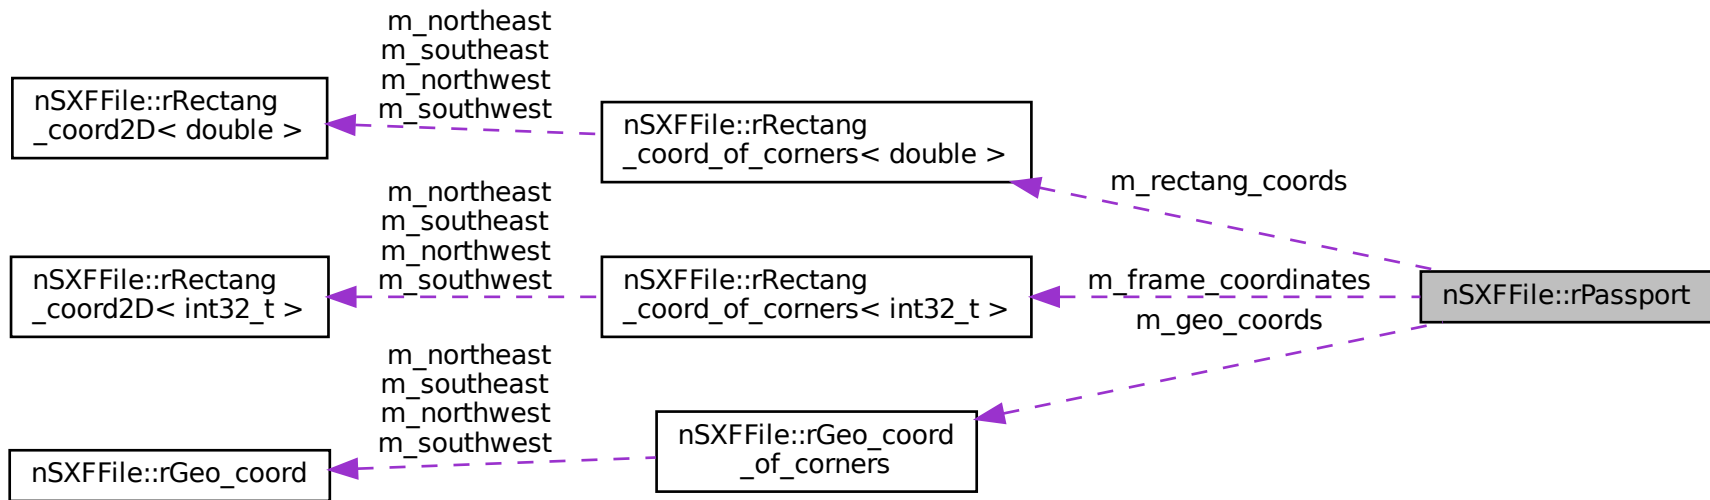 m_northeast
m_southeast
m_northwest
m_southwest
nSXFFile::rRectang
_coord2D< double >
nSXFFile::rRectang
_coord_of_corners< double >
m_rectang_coords
m_northeast
m_southeast
m_northwest
m_southwest
nSXFFile::rRectang
_coord2D< int32_t >
nSXFFile::rRectang
_coord_of_corners< int32_t >
m_frame_coordinates
nSXFFile::rPassport
m_geo_coords
m_northeast
m_southeast
m_northwest
m_southwest
nSXFFile::rGeo_coord
nSXFFile::rGeo_coord
_of_corners